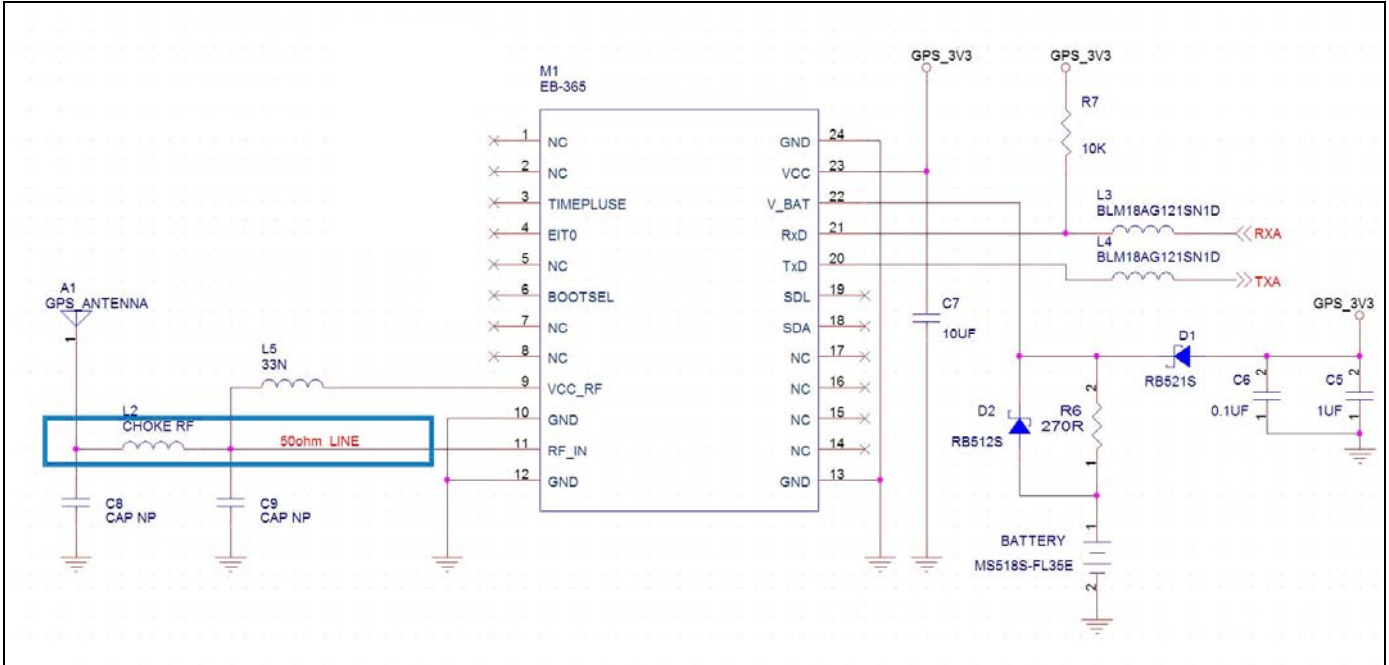 GPS_3V3
GPS_3V3
M1
EB-365
R7
10K
1 NC
2 NC
3 TIMEPLUSE
4 EIT0
5 NC
6 BOOTSEL
7 NC
8 NC
9 VCC_RF
10 GND
11 RF_IN
12 GND
GND 24
VCC 23
V_BAT 22
RxD 21
TxD 20
SDL 19
SDA 18
NC 17
NC 16
NC 15
NC 14
GND 13
L3
BLM18AG121SN1D
RXA
L4
BLM18AG121SN1D
TXA
A1
GPS_ANTENNA
1
L5
33N
L2
CHOKE RF
50ohm LINE
C8
CAP NP
C9
CAP NP
C7
10UF
GPS_3V3
D1
RB521S
2
C6
0.1UF
1
2
C5
1UF
1
D2
RB512S
2
R6
270R
1
BATTERY
MS518S-FL35E
1
2